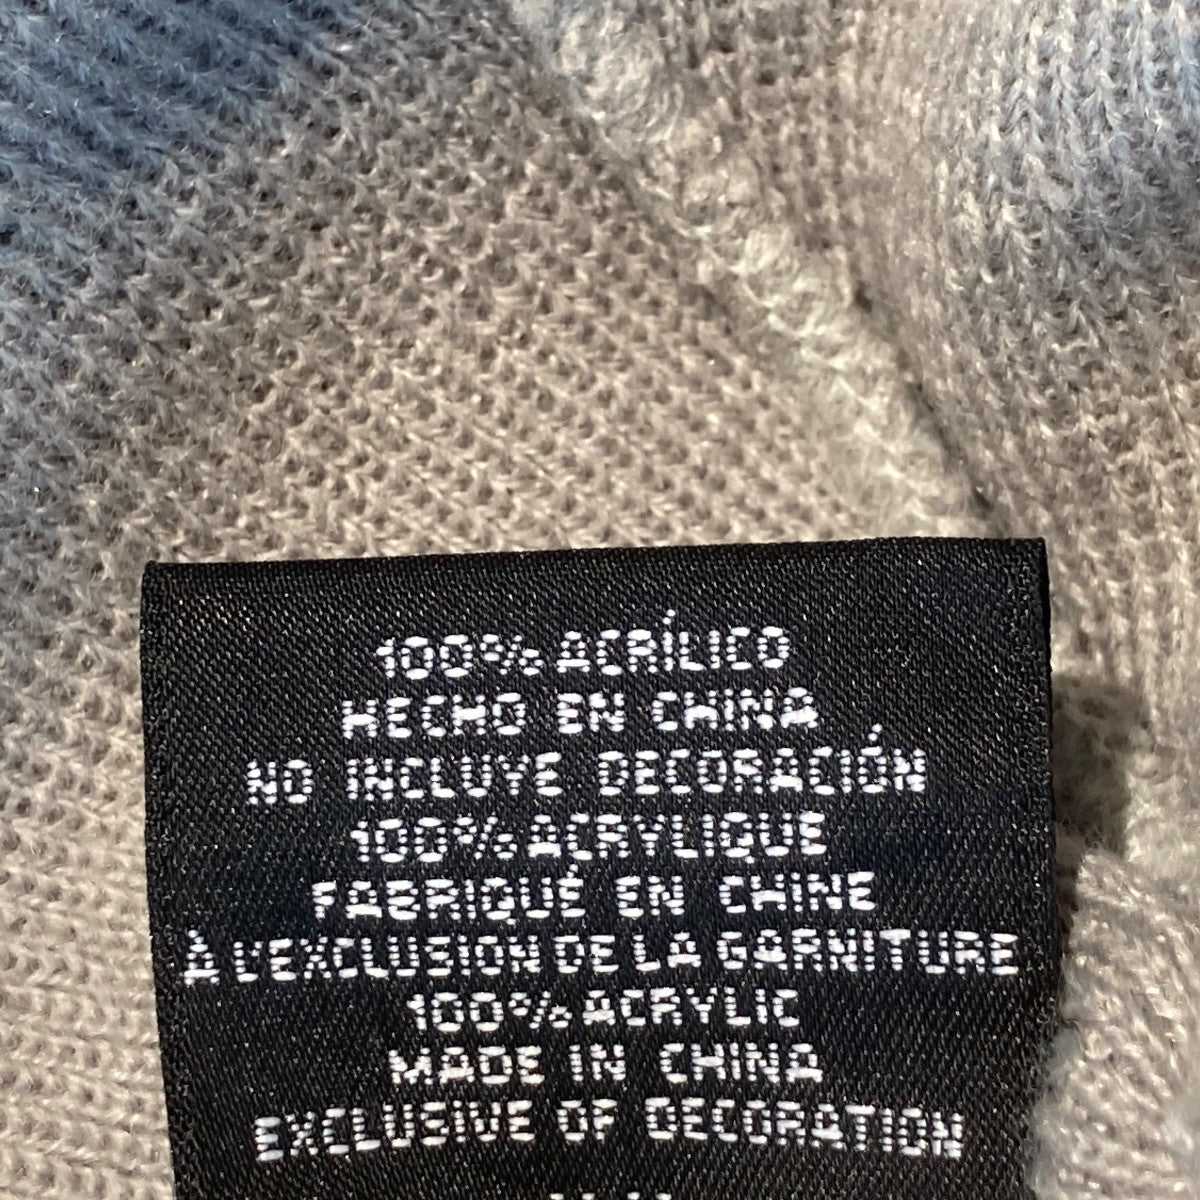 100% ACRÍLICO
HECHO EN CHINA
NO INCLUYE DECORACIÓN
100% ACRYLIQUE
FABRIQUÉ EN CHINE
À L'EXCLUSION DE LA GARNITURE
100% ACRYLIC
MADE IN CHINA
EXCLUSIVE OF DECORATION